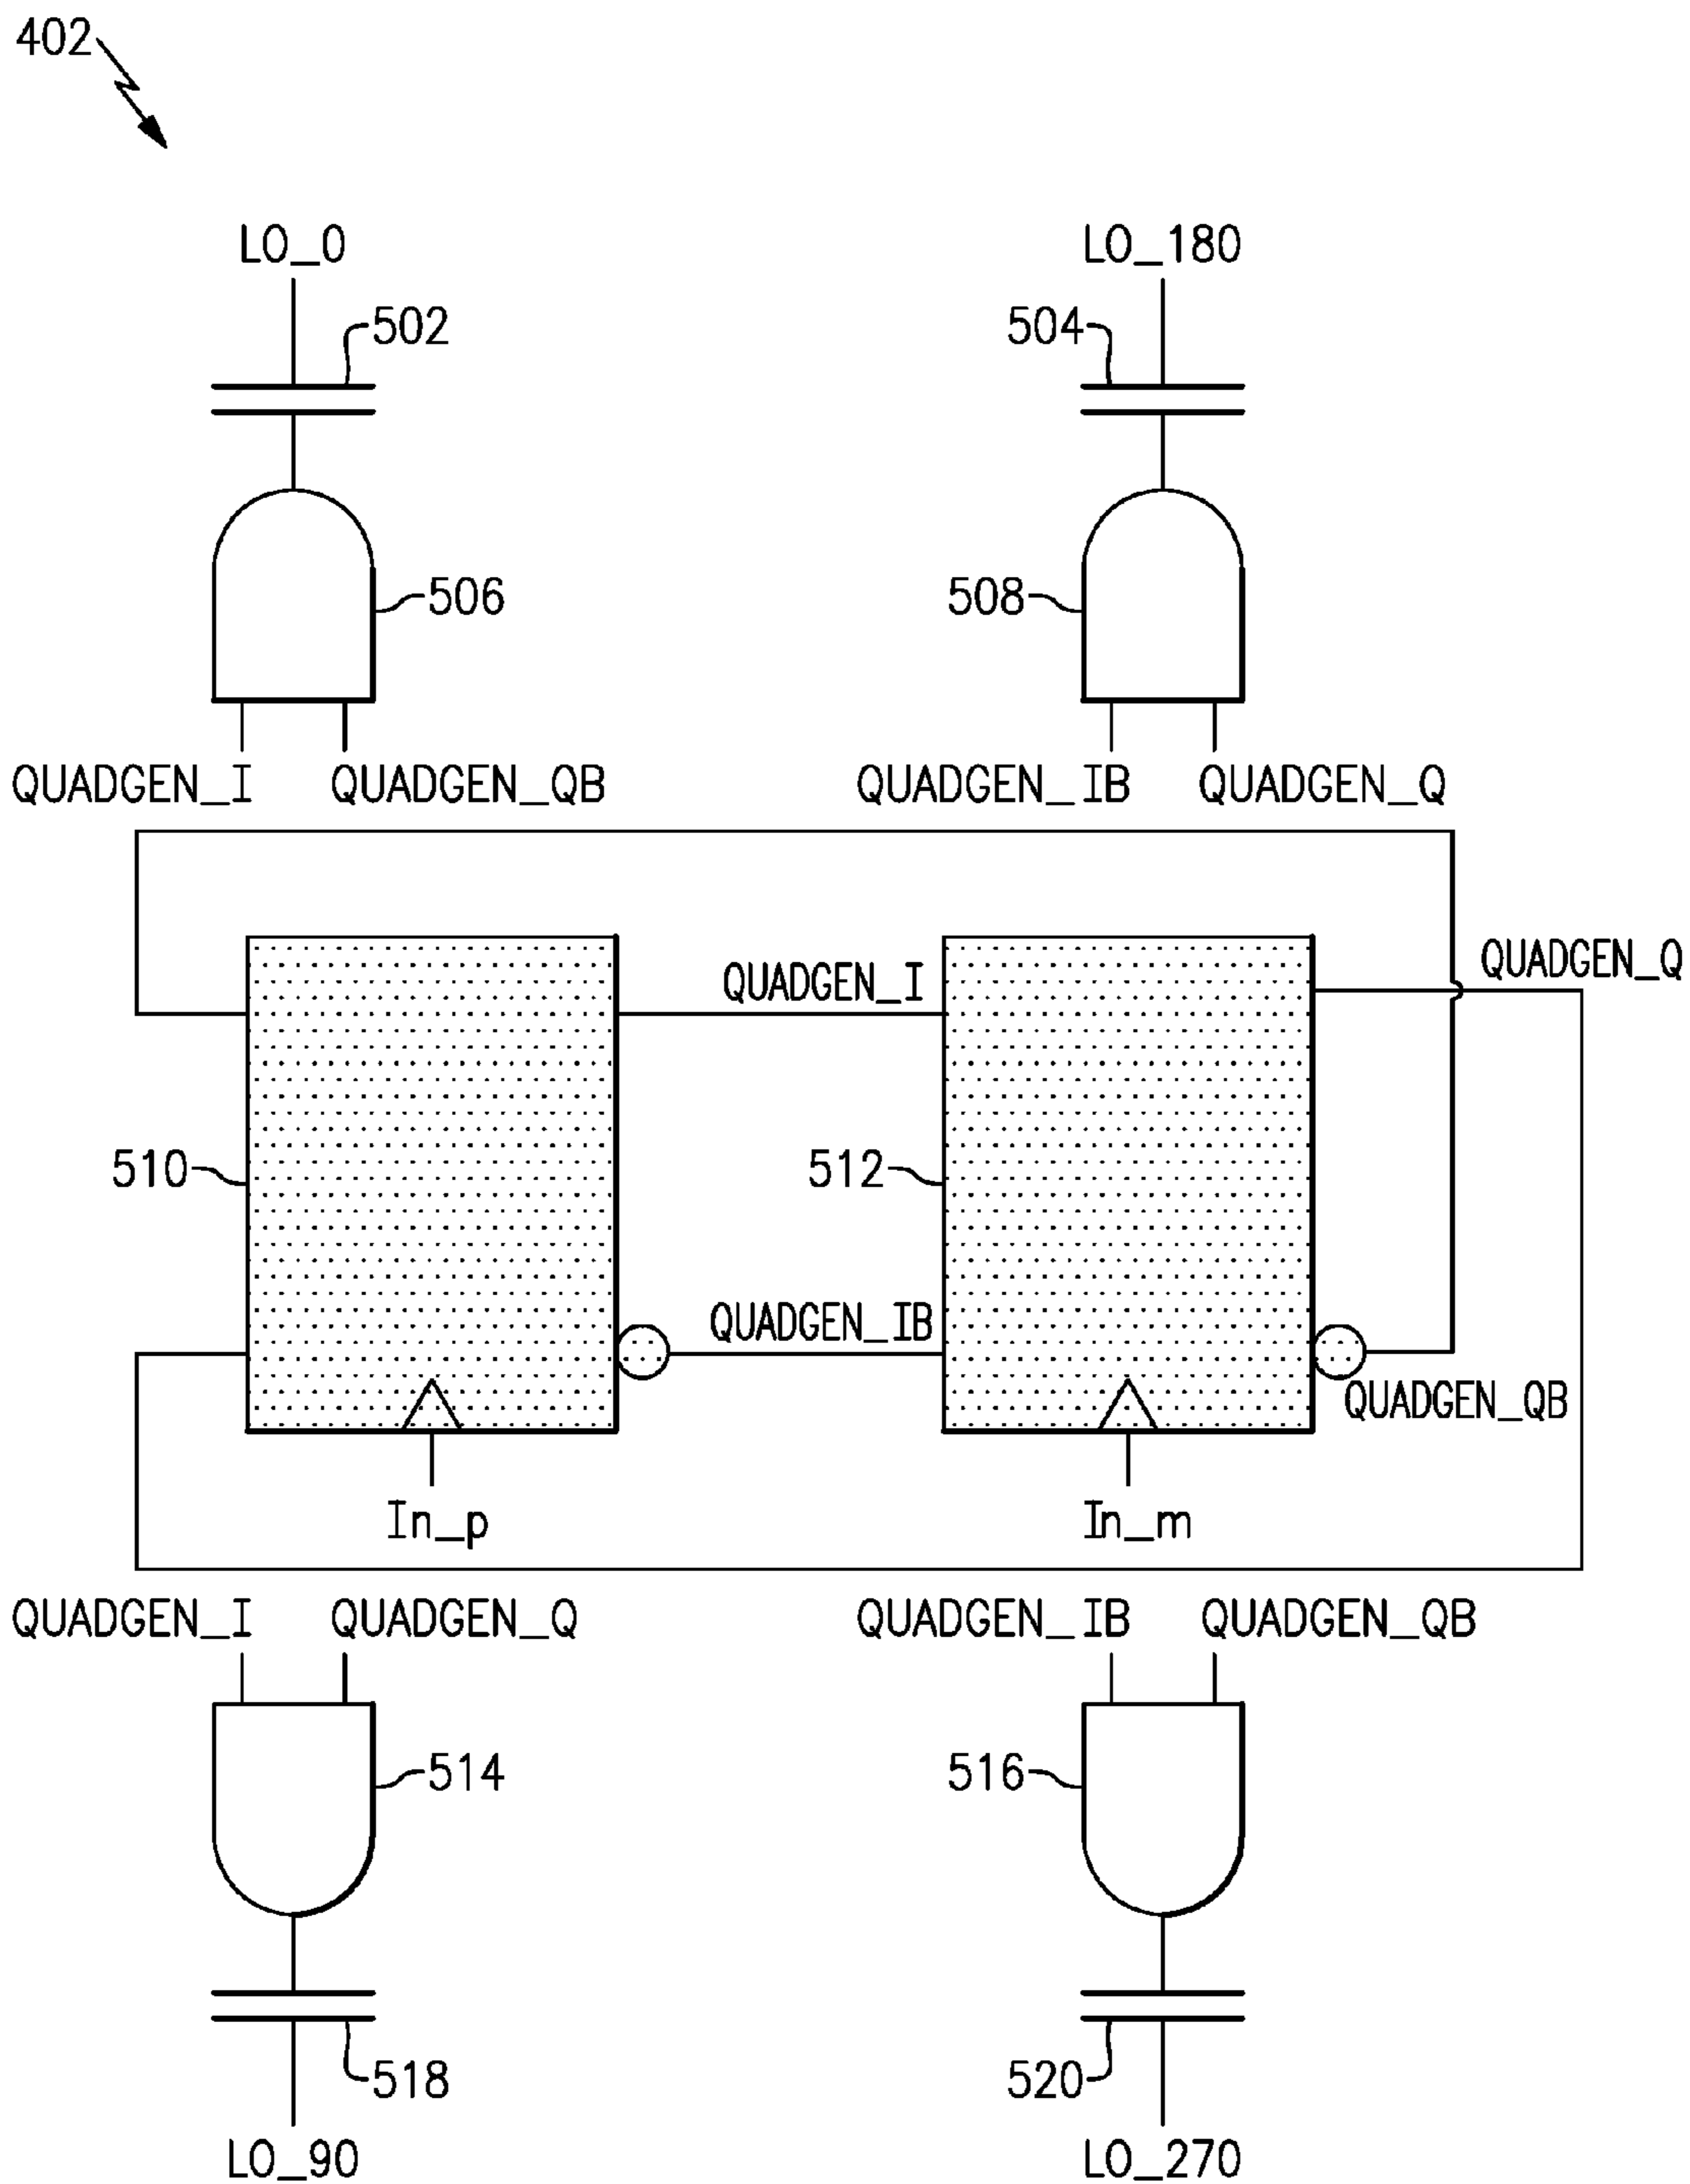 402
LO_0
LO_180
502
504
506
508
QUADGEN_I
QUADGEN_QB
QUADGEN_IB
QUADGEN_Q
QUADGEN_Q
QUADGEN_I
510
512
QUADGEN_IB
QUADGEN_QB
In_p
In_m
QUADGEN_I
QUADGEN_Q
QUADGEN_IB
QUADGEN_QB
514
516
518
520
LO_90
LO_270